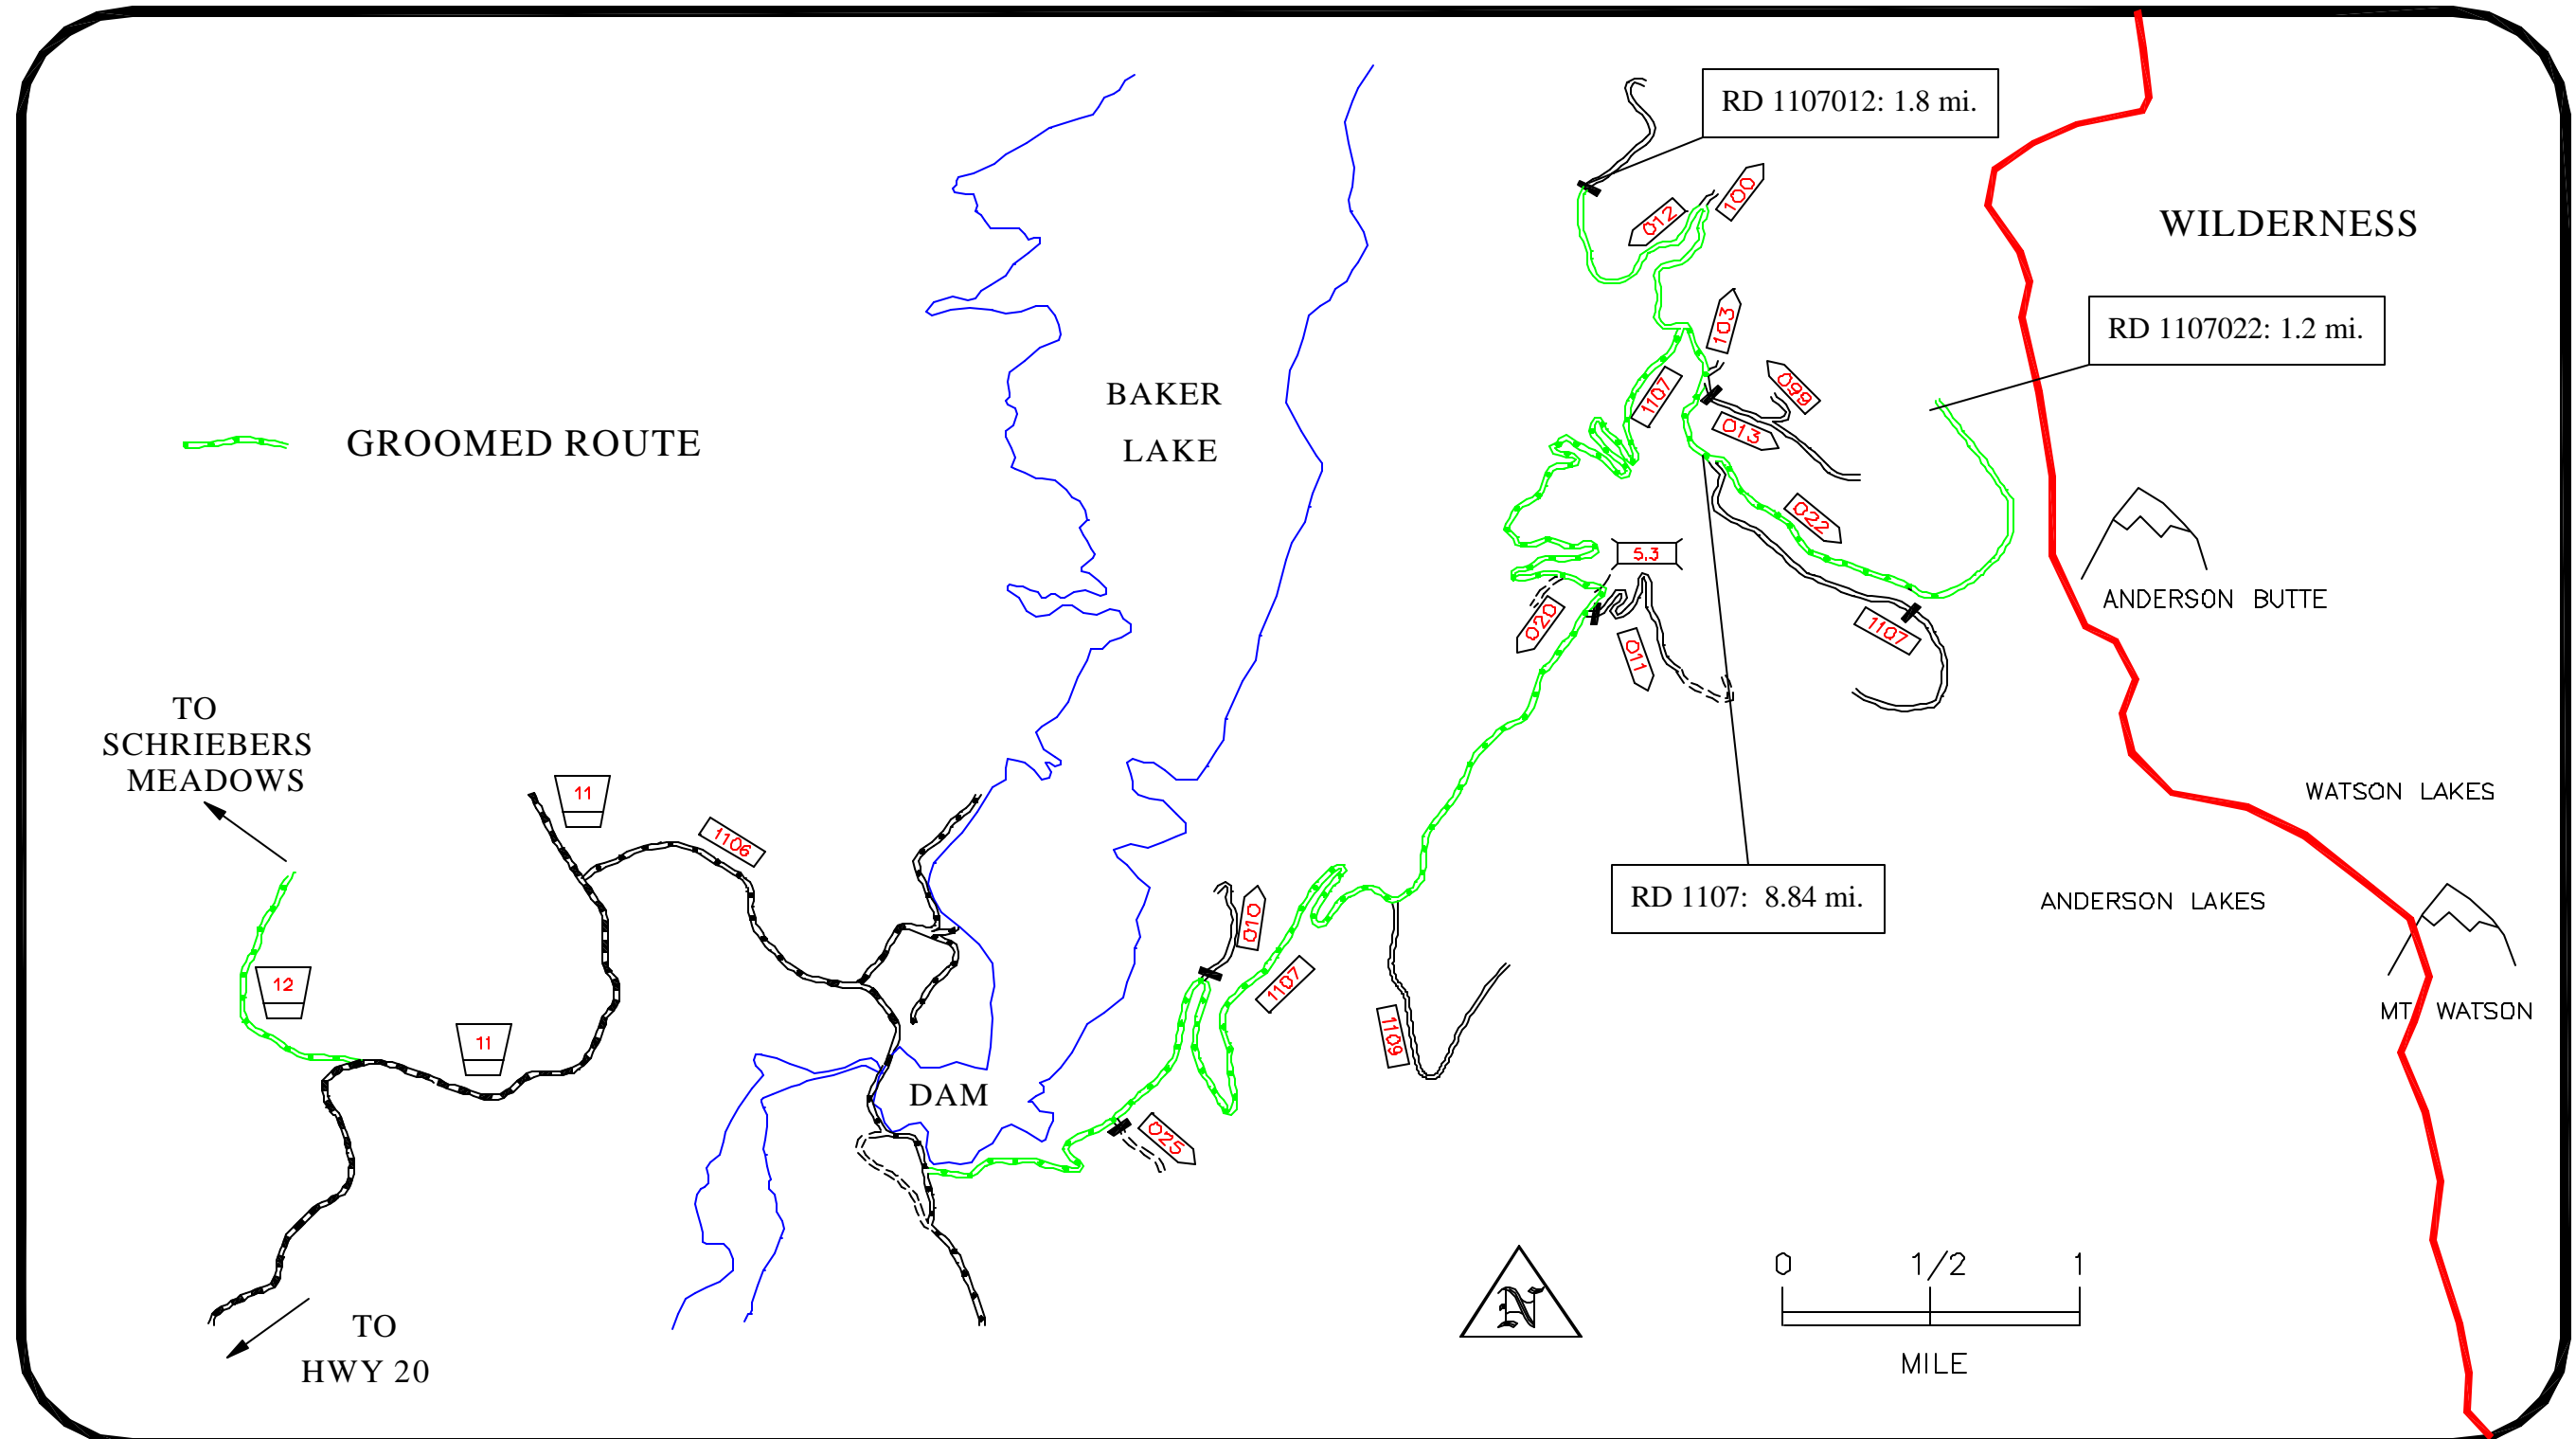 RD 1107012: 1.8 mi.
100
012
WILDERNESS
103
RD 1107022: 1.2 mi.
099
1107
013
BAKER
LAKE
GROOMED ROUTE
022
5.3
ANDERSON BUTTE
020
011
1107
TO
SCHRIEBERS
MEADOWS
11
WATSON LAKES
1106
RD 1107: 8.84 mi.
ANDERSON LAKES
010
12
1107
MT WATSON
11
1109
DAM
025
0 1/2 1
N
MILE
TO
HWY 20